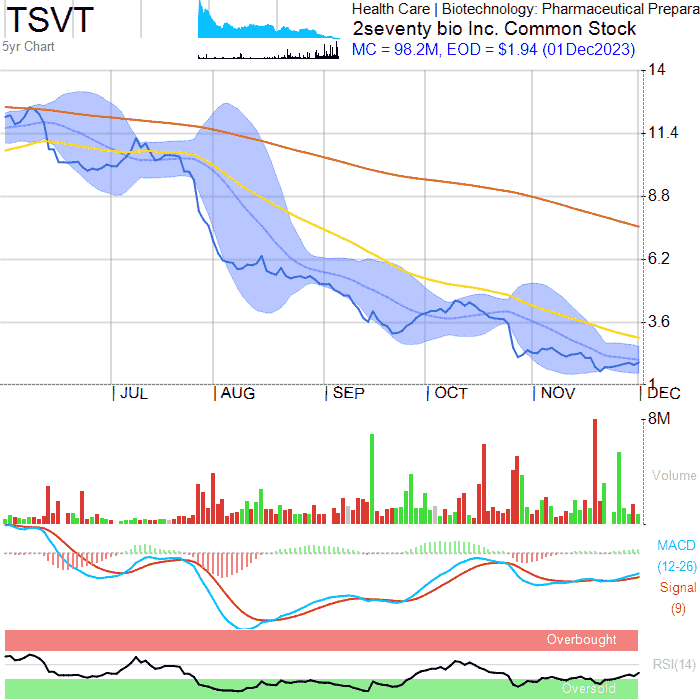 TSVT
5yr Chart
Health Care | Biotechnology: Pharmaceutical Prepara
2seventy bio Inc. Common Stock
MC = 98.2M, EOD = $1.94 (01Dec2023)
14
11.4
8.8
6.2
3.6
1
JUL AUG SEP OCT NOV DEC
8M
Volume
MACD
(12-26)
Signal
(9)
Overbought
RSI(14)
Oversold